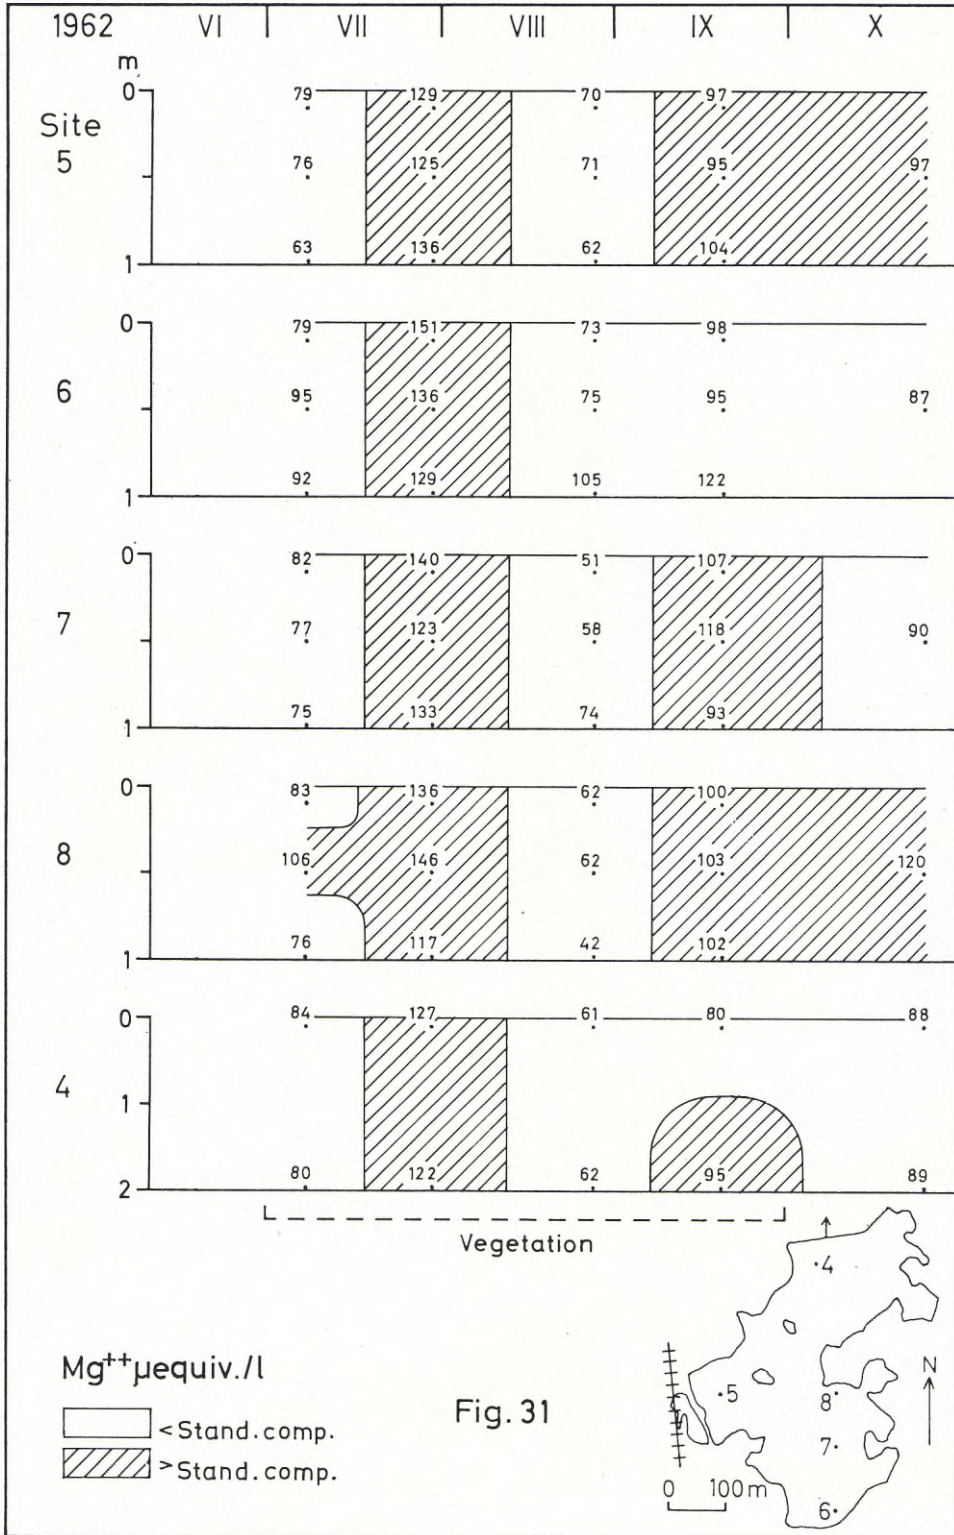 1962 VI VII VIII IX X
m
Site
5
0 79 129 70 97
76 125 71 95 97
1 63 136 62 104
6
0 79 151 73 98
95 136 75 95 87
1 92 129 105 122
7
0 82 140 51 107
77 123 58 118 90
1 75 133 74 93
8
0 83 136 62 100
106 146 62 103 120
1 76 117 42 102
4
0 84 127 61 80 88
1
2 80 122 62 95 89
Vegetation
Mg++µequiv./l
<Stand.comp.
>Stand.comp.
Fig. 31
4
5
8
7
6
N
0 100m